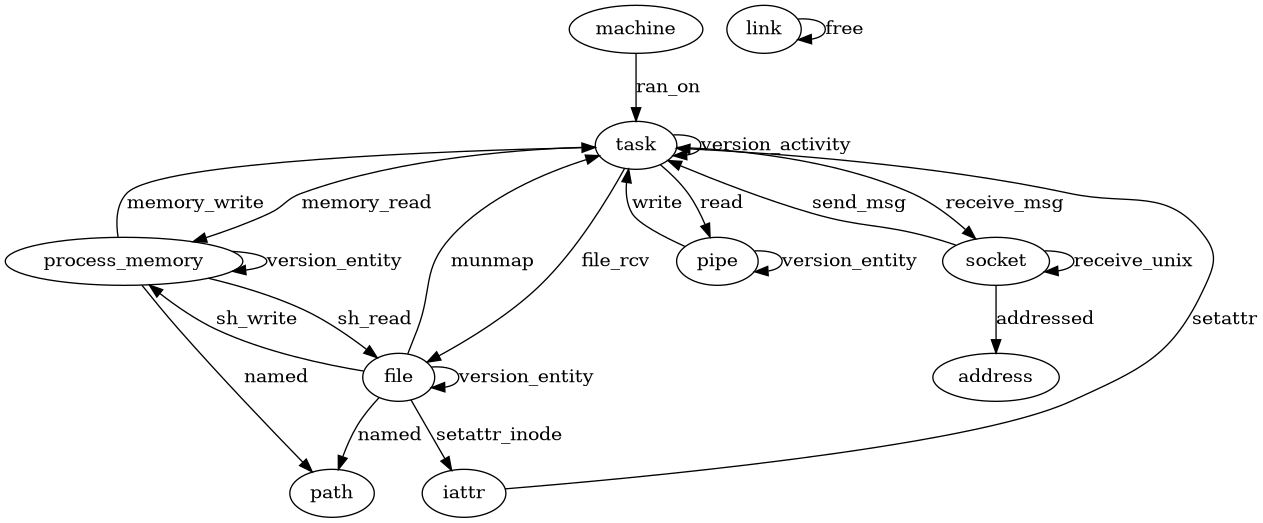 machine
link
free
ran_on
task
version_activity
memory_write
memory_read
write
read
send_msg
receive_msg
process_memory
version_entity
munmap
file_rcv
pipe
version_entity
socket
receive_unix
sh_write
sh_read
addressed
setattr
named
file
version_entity
address
named
setattr_inode
path
iattr